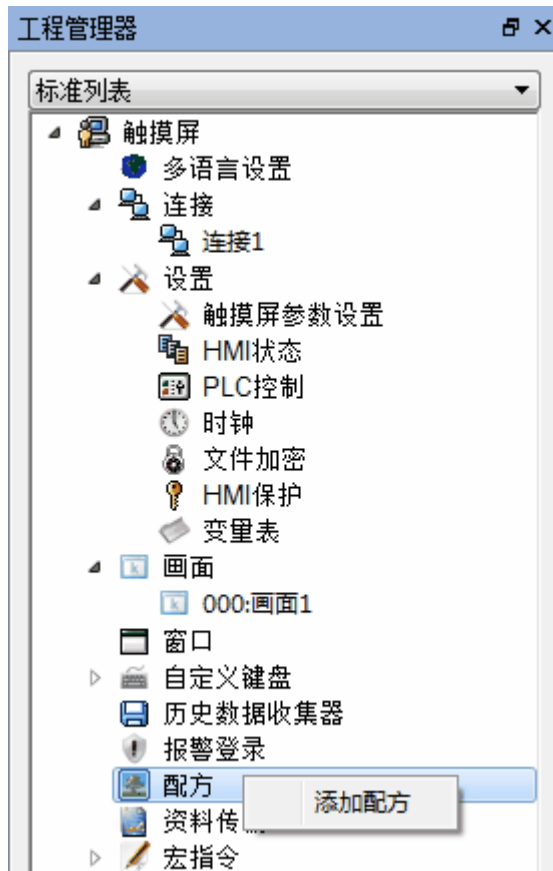 工程管理器
标准列表
触摸屏
多语言设置
连接
连接1
设置
触摸屏参数设置
HMI状态
PLC控制
时钟
文件加密
HMI保护
变量表
画面
000:画面1
窗口
自定义键盘
历史数据收集器
报警登录
配方
添加配方
资料传
宏指令